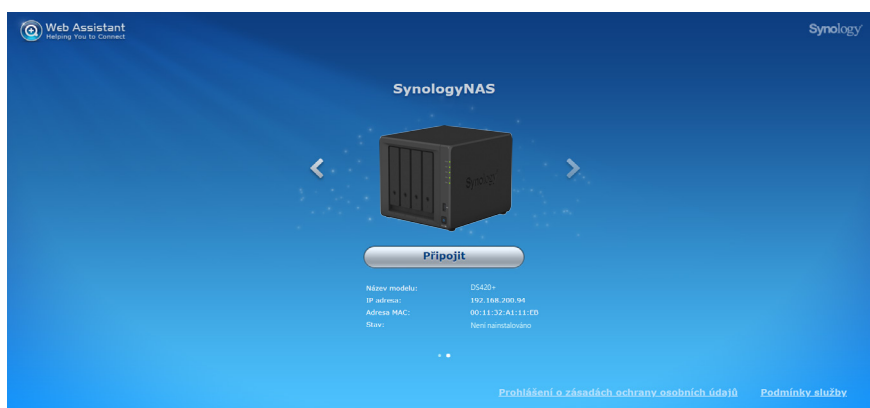 Web Assistant
Helping You to Connect
Synology
SynologyNAS
Synology
Připojit
Název modelu: DS420+
IP adresa: 192.168.200.94
Adresa MAC: 00:11:32:A1:11:EB
Stav: Není nainstalováno
Prohlášení o zásadách ochrany osobních údajů Podmínky služby